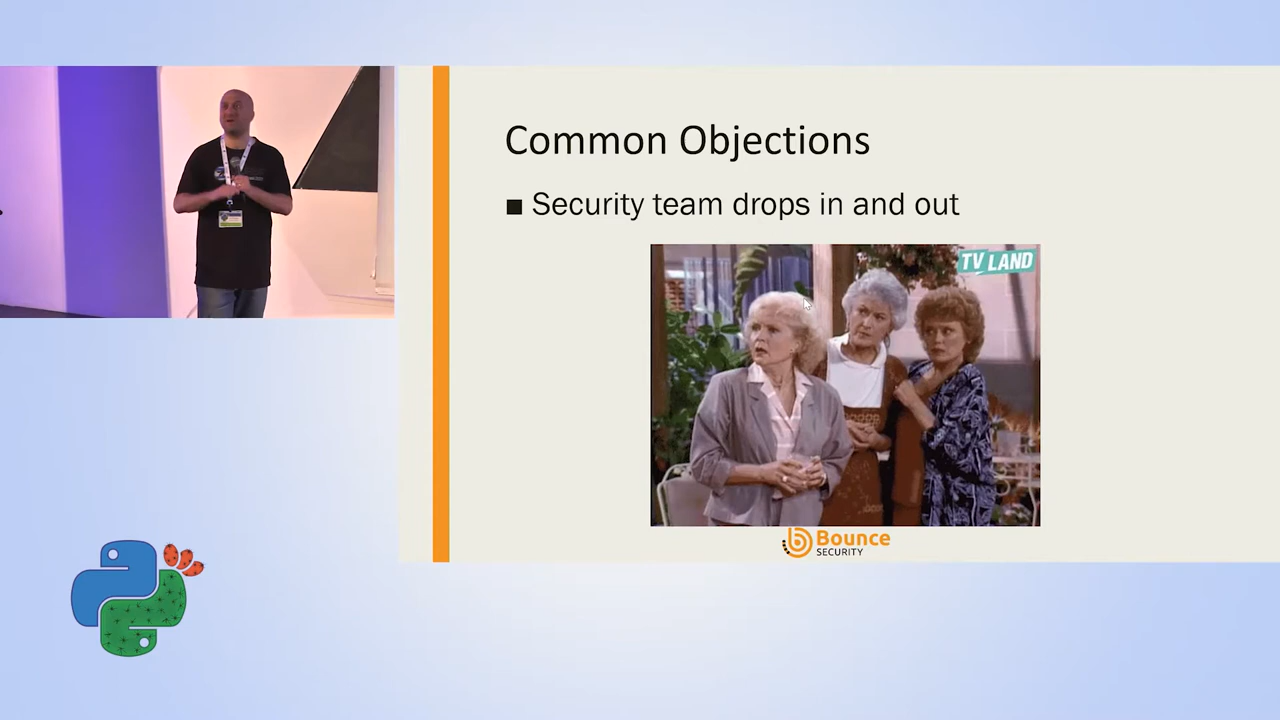 Common Objections
■ Security team drops in and out
TV LAND
Bounce
SECURITY